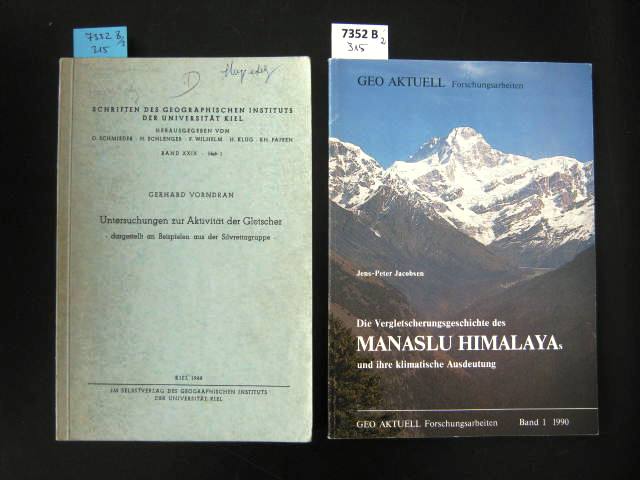 7352 B
315
SCHRIFTEN DES GEOGRAPHISCHEN INSTITUTS
DER UNIVERSITÄT KIEL
HERAUSGEGEBEN VON
O. SCHMIEDER · H. SCHLENGER · F. WILHELM · H. KLUG · KH. PAFFEN
BAND XXIX · Heft 1
GERHARD VORNDRAN
Untersuchungen zur Aktivität der Gletscher
- dargestellt an Beispielen aus der Silvrettagruppe -
KIEL 1968
IM SELBSTVERLAG DES GEOGRAPHISCHEN INSTITUTS
DER UNIVERSITÄT KIEL
7352 B
2
315
GEO AKTUELL Forschungsarbeiten
Jens-Peter Jacobsen
Die Vergletscherungsgeschichte des
MANASLU HIMALAYAs
und ihre klimatische Ausdeutung
GEO AKTUELL Forschungsarbeiten Band 1 1990